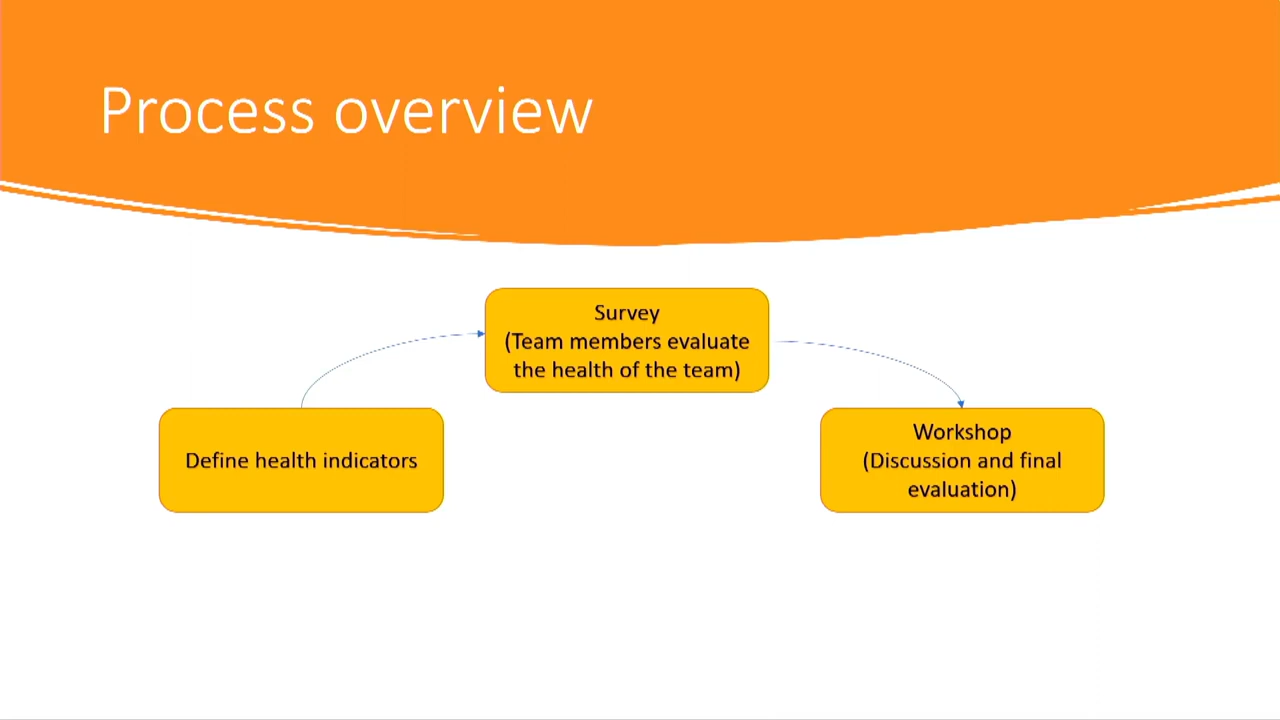 Process overview
Survey
(Team members evaluate
the health of the team)
Define health indicators
Workshop
(Discussion and final
evaluation)